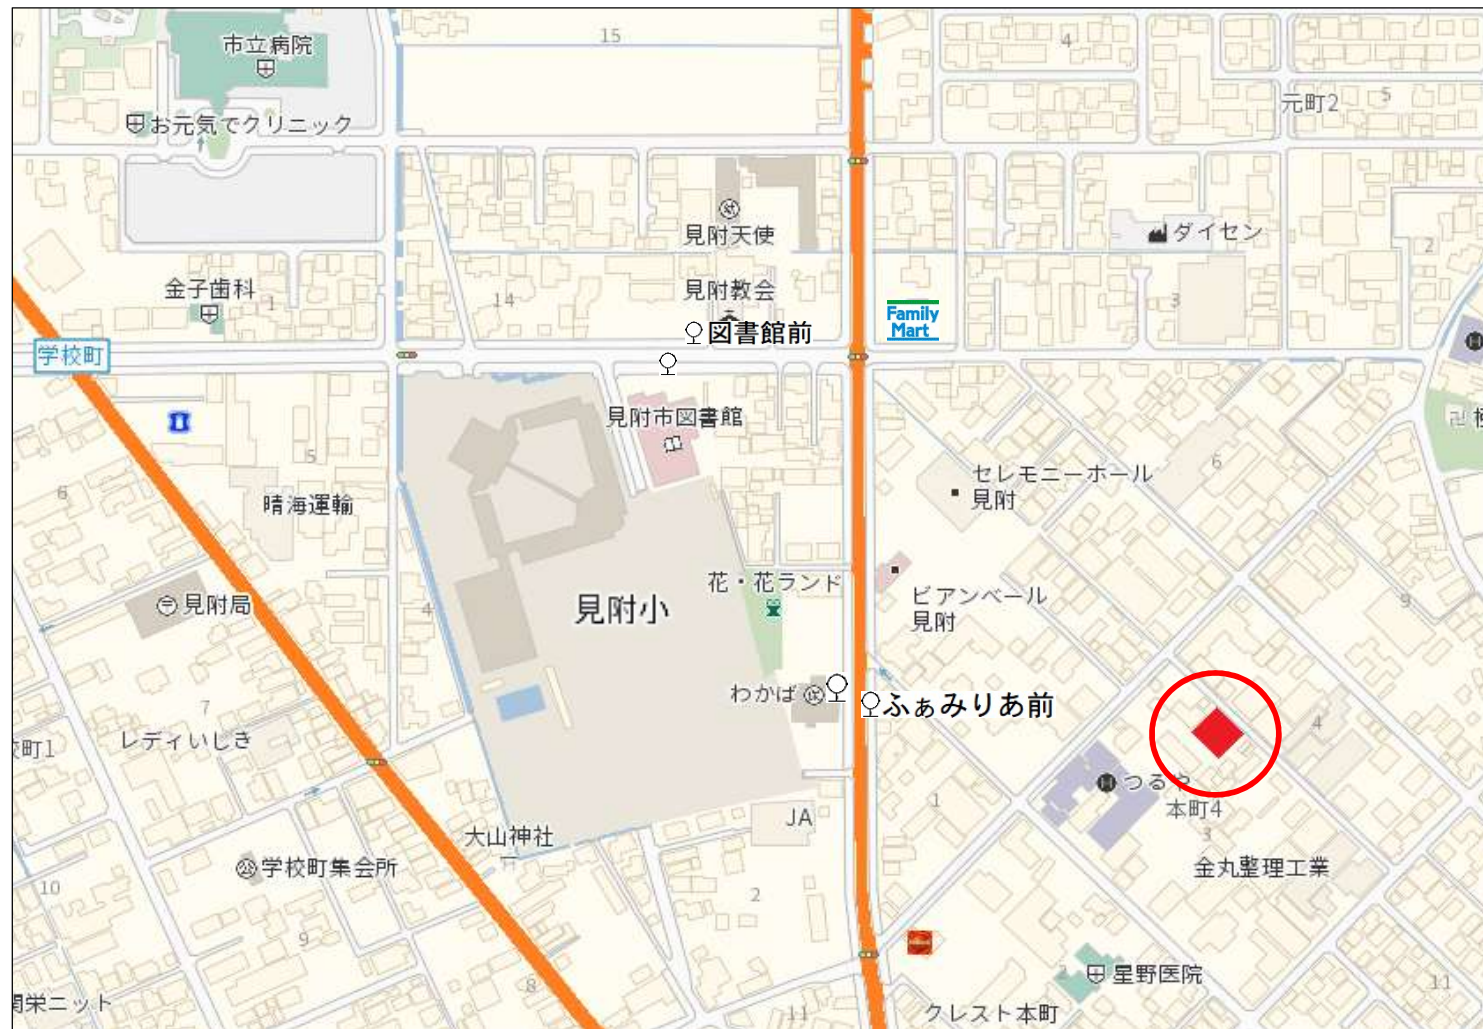 市立病院
15
4
元町2
5
お元気でクリニック
見附天使
ダイセン
2
金子歯科
1
14
見附教会
3
Family
Mart
図書館前
学校町
見附市図書館
6
セレモニーホール
見附
5
6
晴海運輸
花・花ランド
ビアンベール
見附
見附局
4
見附小
9
わかば
ふぁみりあ前
7
レディいしき
町1
4
つるや
本町4
1
3
JA
大山神社
学校町集会所
金丸整理工業
10
2
9
星野医院
8
11
11
栄ニット
クレスト本町